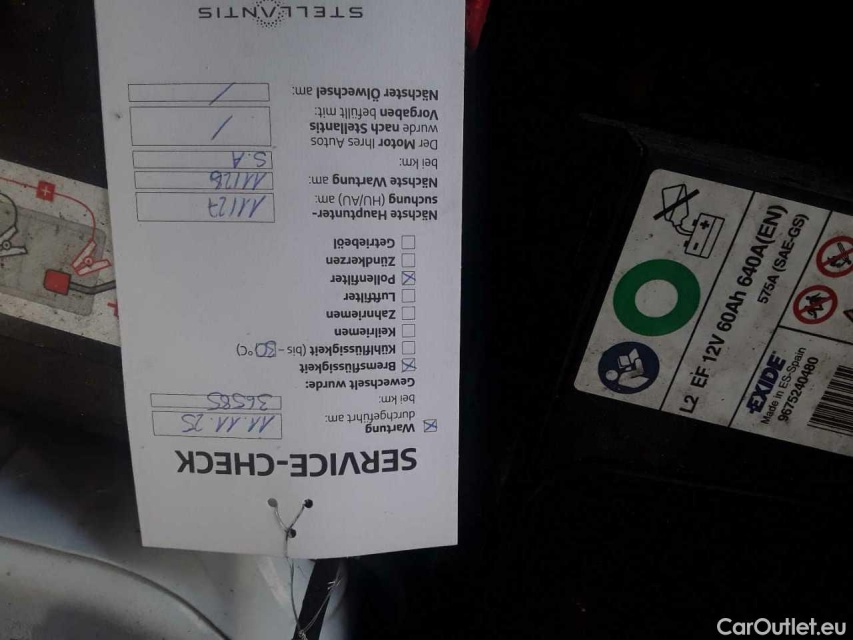 SERVICE-CHECK
Wartung
durchgeführt am: 11.11.25
bei km: 36585
Gewechselt wurde:
Bremsflüssigkeit
Kühlflüssigkeit (bis -30°C)
Keilriemen
Zahnriemen
Luftfilter
Pollenfilter
Zündkerzen
Getriebeöl
Nächste Hauptunter-
suchung (HU/AU) am: 11/27
Nächste Wartung am: 11/26
bei km: S.A
Der Motor Ihres Autos
wurde nach Stellantis
Vorgaben befüllt mit: /
Nächster Ölwechsel am: /
STELLANTIS
L2 EF 12V 60Ah 640A(EN)
575A (SAE-GS)
EXIDE
Made in ES-Spain
9675240480
CarOutlet.eu